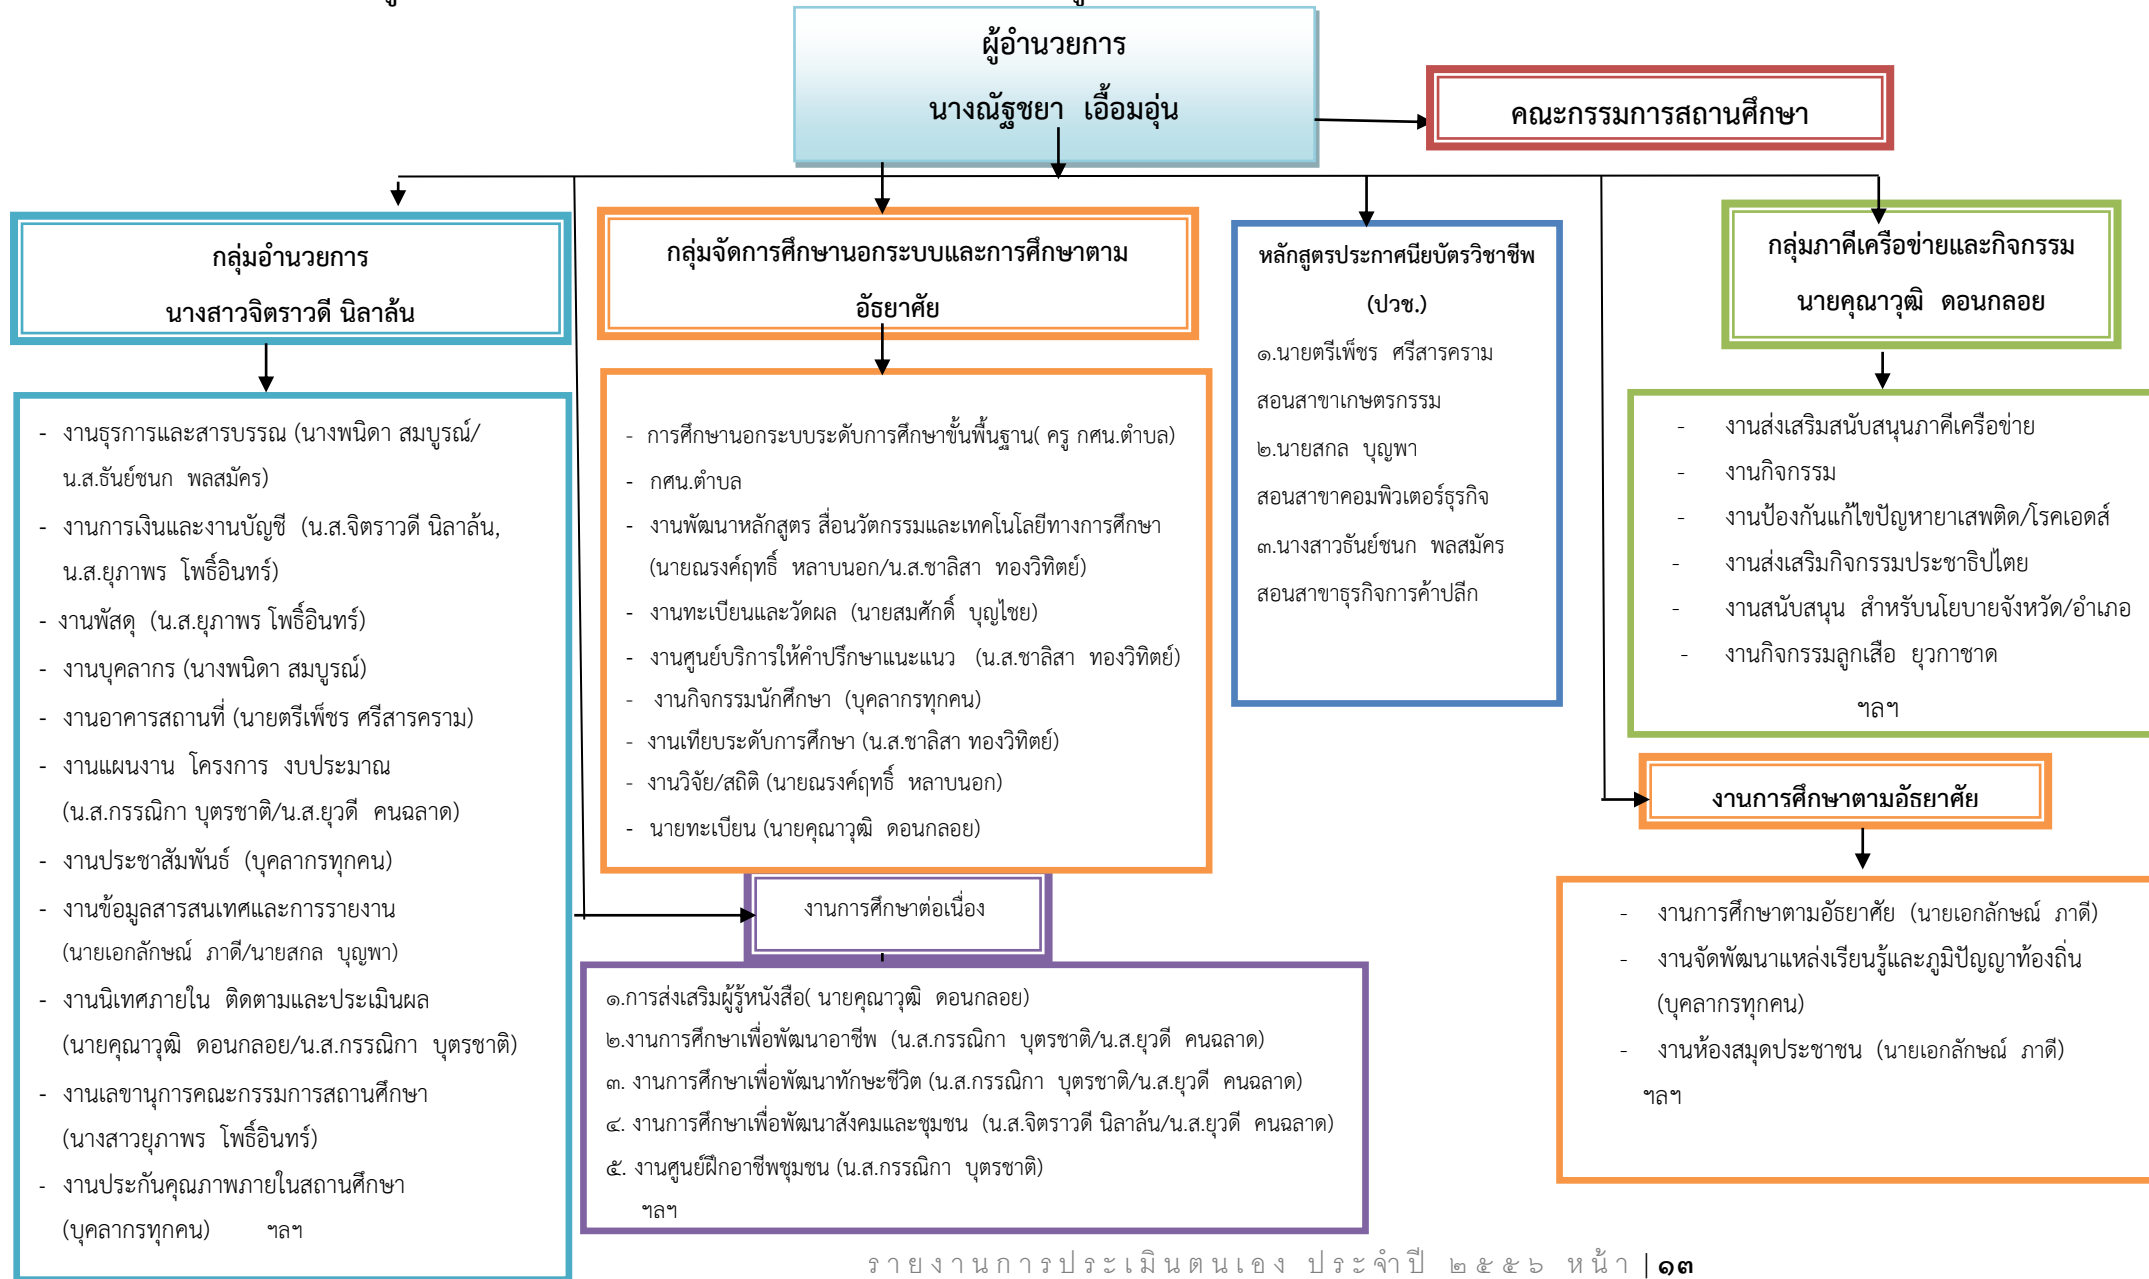 ผู้อำนวยการ
นางณัฐชยา เอื้อมอุ่น
คณะกรรมการสถานศึกษา
กลุ่มอำนวยการ
นางสาวจิตราวดี นิลาล้น
กลุ่มจัดการศึกษานอกระบบและการศึกษาตาม
อัธยาศัย
หลักสูตรประกาศนียบัตรวิชาชีพ
(ปวช.)
๑.นายตรีเพ็ชร ศรีสารคราม
สอนสาขาเกษตรกรรม
๒.นายสกล บุญพา
สอนสาขาคอมพิวเตอร์ธุรกิจ
๓.นางสาวธันย์ชนก พลสมัคร
สอนสาขาธุรกิจการค้าปลีก
กลุ่มภาคีเครือข่ายและกิจกรรม
นายคุณาวุฒิ ดอนกลอย
- งานธุรการและสารบรรณ (นางพนิดา สมบูรณ์/
น.ส.ธันย์ชนก พลสมัคร)
- งานการเงินและงานบัญชี (น.ส.จิตราวดี นิลาล้น,
น.ส.ยุภาพร โพธิ์อินทร์)
- งานพัสดุ (น.ส.ยุภาพร โพธิ์อินทร์)
- งานบุคลากร (นางพนิดา สมบูรณ์)
- งานอาคารสถานที่ (นายตรีเพ็ชร ศรีสารคราม)
- งานแผนงาน โครงการ งบประมาณ
(น.ส.กรรณิกา บุตรชาติ/น.ส.ยุวดี คนฉลาด)
- งานประชาสัมพันธ์ (บุคลากรทุกคน)
- งานข้อมูลสารสนเทศและการรายงาน
(นายเอกลักษณ์ ภาดี/นายสกล บุญพา)
- งานนิเทศภายใน ติดตามและประเมินผล
(นายคุณาวุฒิ ดอนกลอย/น.ส.กรรณิกา บุตรชาติ)
- งานเลขานุการคณะกรรมการสถานศึกษา
(นางสาวยุภาพร โพธิ์อินทร์)
- งานประกันคุณภาพภายในสถานศึกษา
(บุคลากรทุกคน) ฯลฯ
- การศึกษานอกระบบระดับการศึกษาขั้นพื้นฐาน( ครู กศน.ตำบล)
- กศน.ตำบล
- งานพัฒนาหลักสูตร สื่อนวัตกรรมและเทคโนโลยีทางการศึกษา
(นายณรงค์ฤทธิ์ หลาบนอก/น.ส.ชาลิสา ทองวิทิตย์)
- งานทะเบียนและวัดผล (นายสมศักดิ์ บุญไชย)
- งานศูนย์บริการให้คำปรึกษาแนะแนว (น.ส.ชาลิสา ทองวิทิตย์)
- งานกิจกรรมนักศึกษา (บุคลากรทุกคน)
- งานเทียบระดับการศึกษา (น.ส.ชาลิสา ทองวิทิตย์)
- งานวิจัย/สถิติ (นายณรงค์ฤทธิ์ หลาบนอก)
- นายทะเบียน (นายคุณาวุฒิ ดอนกลอย)
งานการศึกษาต่อเนื่อง
๑.การส่งเสริมผู้รู้หนังสือ( นายคุณาวุฒิ ดอนกลอย)
๒.งานการศึกษาเพื่อพัฒนาอาชีพ (น.ส.กรรณิกา บุตรชาติ/น.ส.ยุวดี คนฉลาด)
๓. งานการศึกษาเพื่อพัฒนาทักษะชีวิต (น.ส.กรรณิกา บุตรชาติ/น.ส.ยุวดี คนฉลาด)
๔. งานการศึกษาเพื่อพัฒนาสังคมและชุมชน (น.ส.จิตราวดี นิลาล้น/น.ส.ยุวดี คนฉลาด)
๕. งานศูนย์ฝึกอาชีพชุมชน (น.ส.กรรณิกา บุตรชาติ)
ฯลฯ
- งานส่งเสริมสนับสนุนภาคีเครือข่าย
- งานกิจกรรม
- งานป้องกันแก้ไขปัญหายาเสพติด/โรคเอดส์
- งานส่งเสริมกิจกรรมประชาธิปไตย
- งานสนับสนุน สำหรับนโยบายจังหวัด/อำเภอ
- งานกิจกรรมลูกเสือ ยุวกาชาด
ฯลฯ
งานการศึกษาตามอัธยาศัย
- งานการศึกษาตามอัธยาศัย (นายเอกลักษณ์ ภาดี)
- งานจัดพัฒนาแหล่งเรียนรู้และภูมิปัญญาท้องถิ่น
(บุคลากรทุกคน)
- งานห้องสมุดประชาชน (นายเอกลักษณ์ ภาดี)
ฯลฯ
รายงานการประเมินตนเอง ประจำปี ๒๕๕๖ หน้า |๑๓